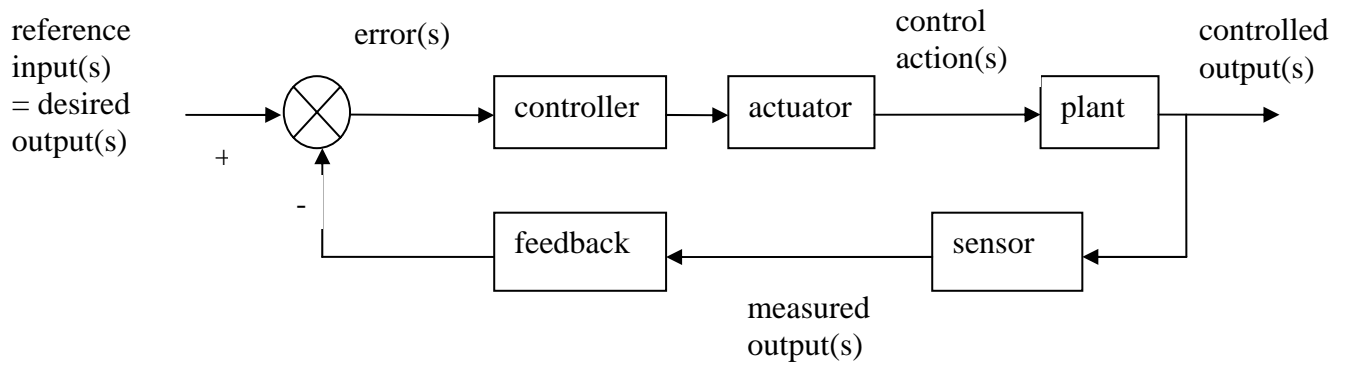 reference
input(s)
= desired
output(s)
error(s)
control
action(s)
controlled
output(s)
controller
actuator
plant
+
-
feedback
sensor
measured
output(s)